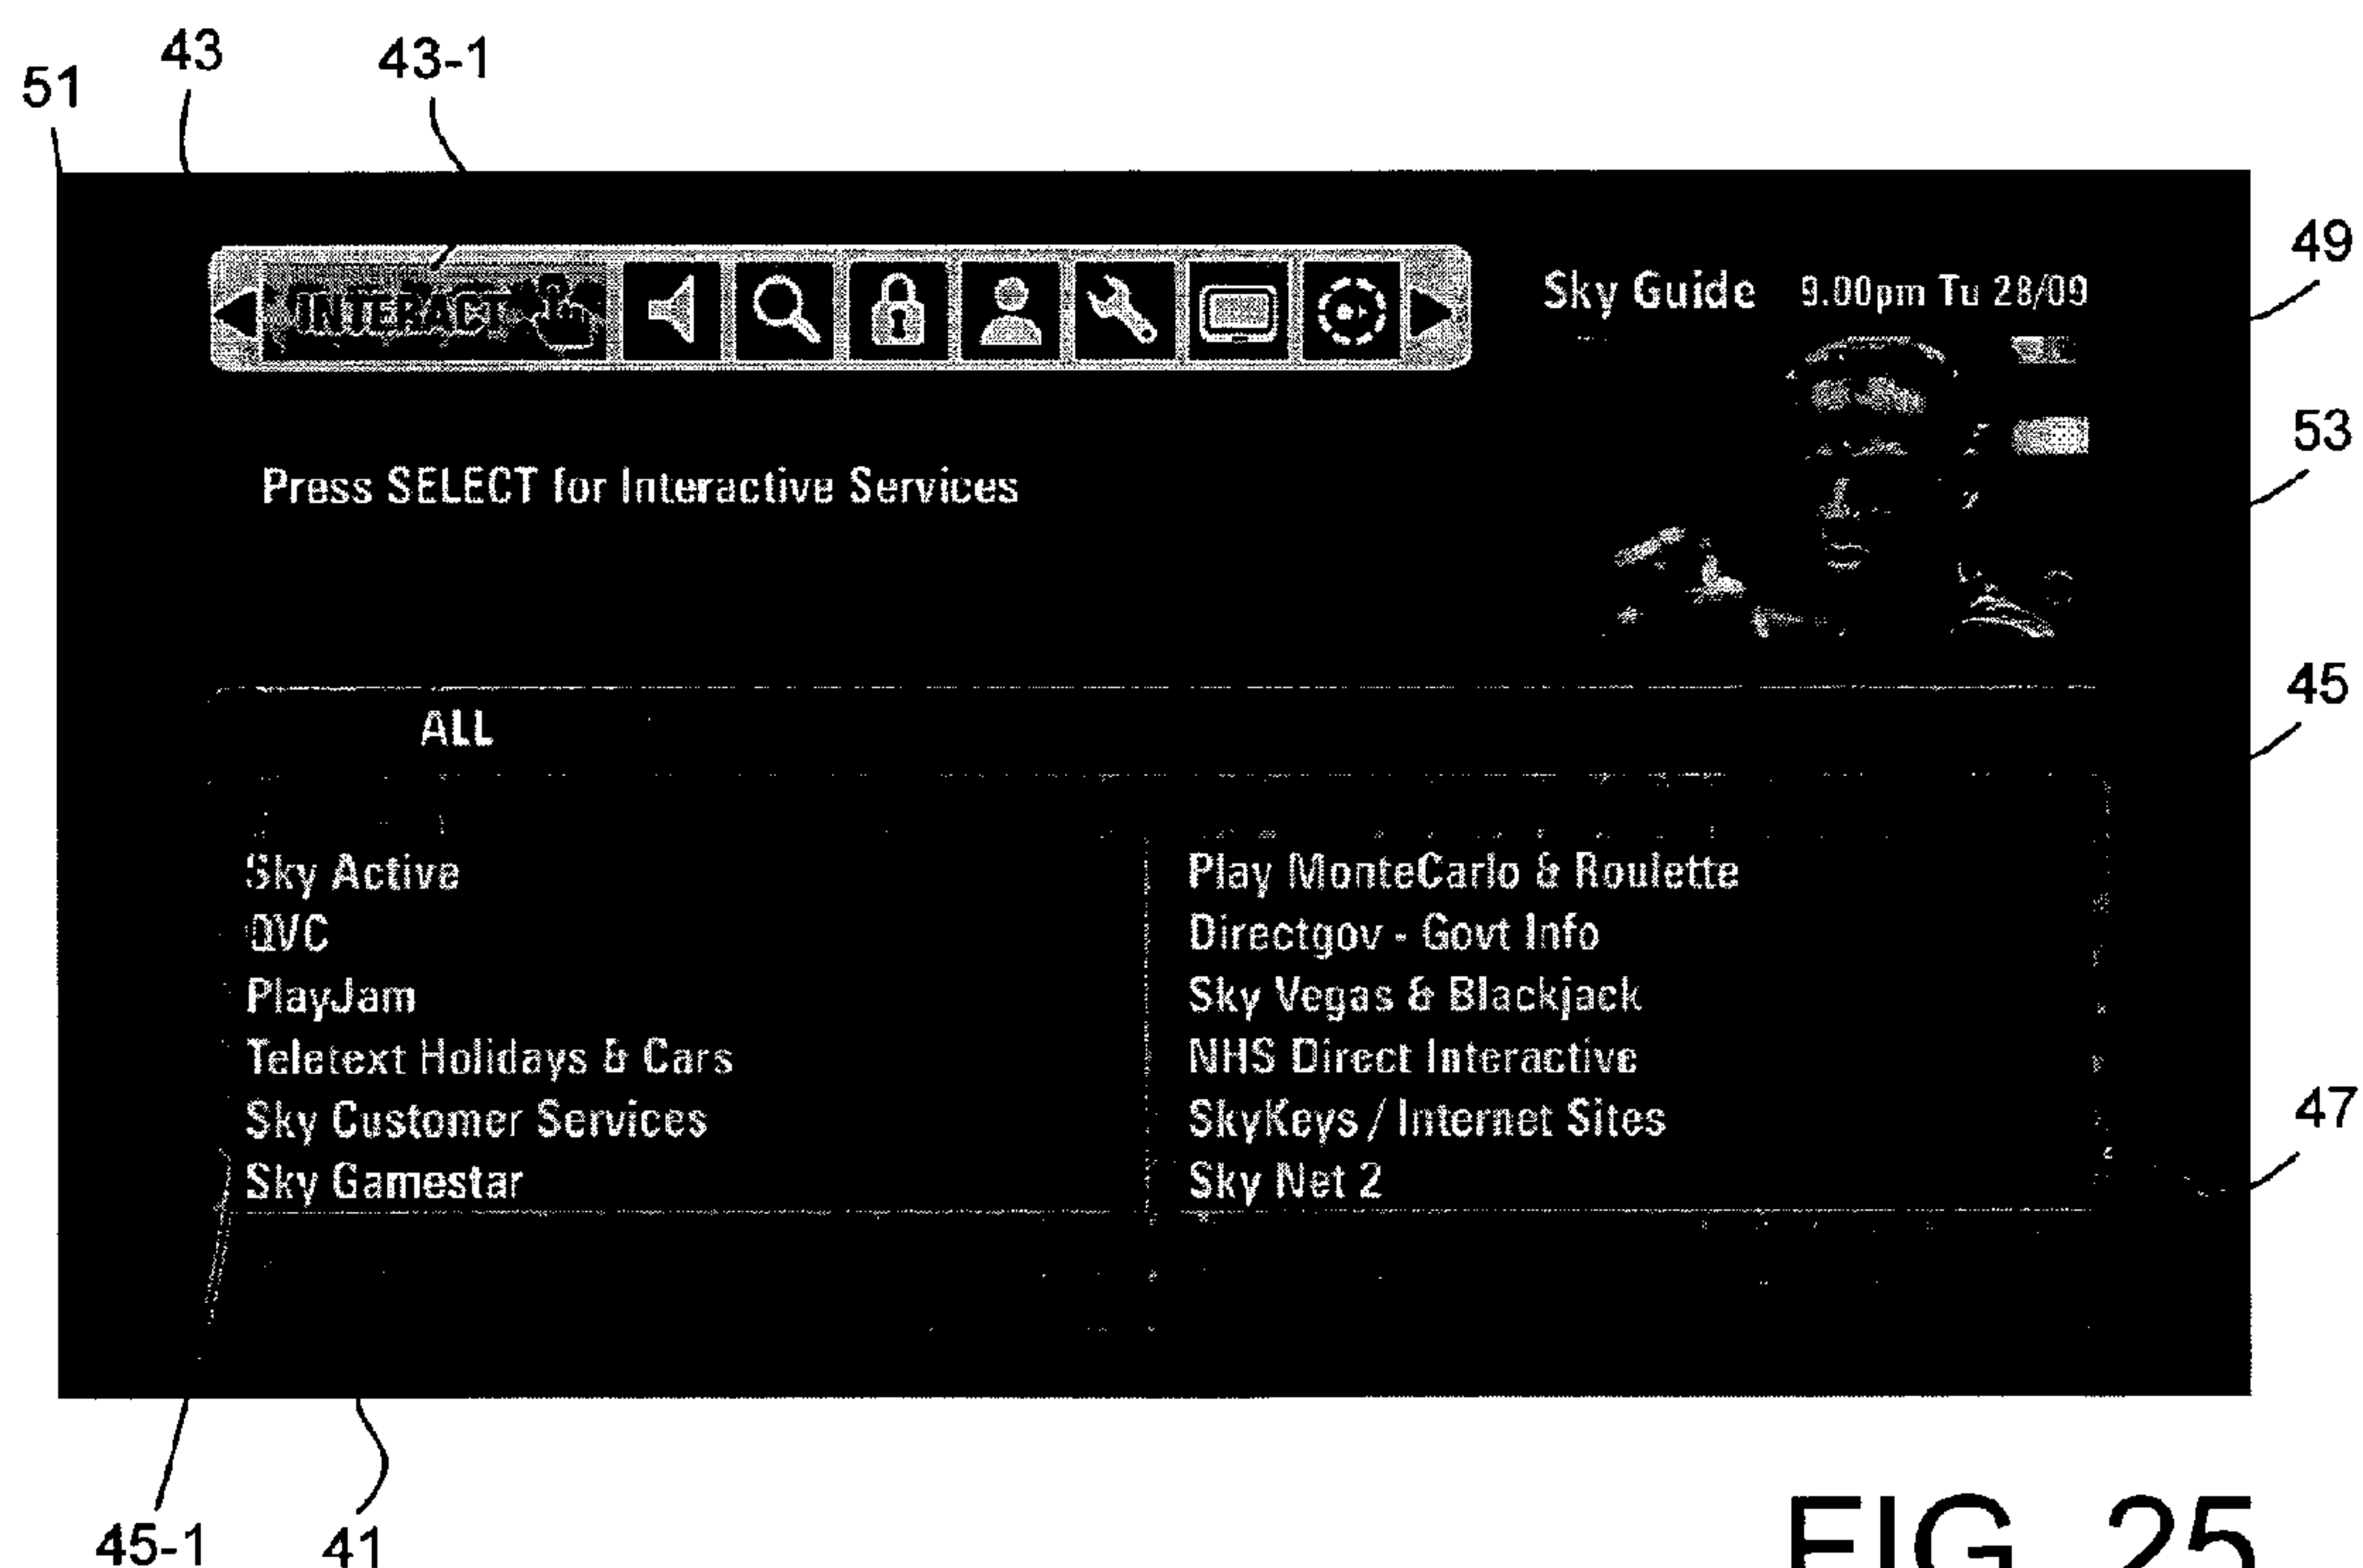 51 43 43-1
INTERACT
Sky Guide 9.00pm Tu 28/09
49
53
Press SELECT for Interactive Services
45
ALL
Sky Active
QVC
PlayJam
Teletext Holidays & Cars
Sky Customer Services
Sky Gamestar
Play MonteCarlo & Roulette
Directgov - Govt Info
Sky Vegas & Blackjack
NHS Direct Interactive
SkyKeys / Internet Sites
Sky Net 2
47
45-1 41
FIG. 25